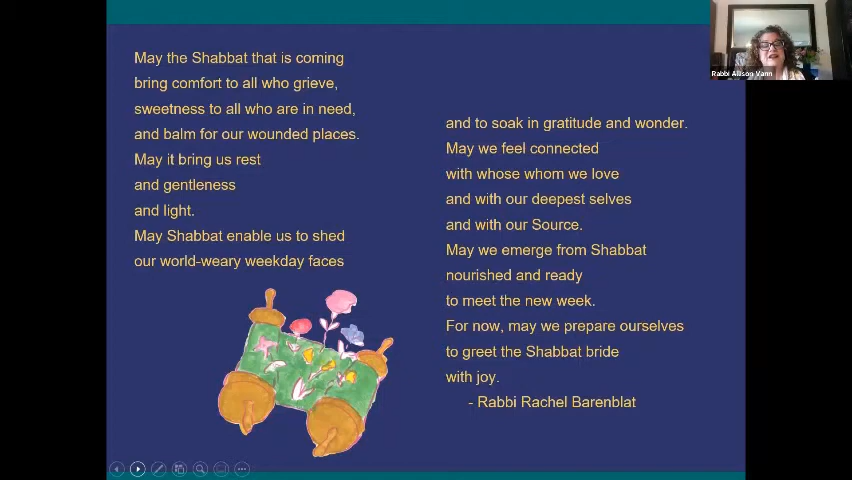 May the Shabbat that is coming
bring comfort to all who grieve,
sweetness to all who are in need,
and balm for our wounded places.
May it bring us rest
and gentleness
and light.
May Shabbat enable us to shed
our world-weary weekday faces
and to soak in gratitude and wonder.
May we feel connected
with whose whom we love
and with our deepest selves
and with our Source.
May we emerge from Shabbat
nourished and ready
to meet the new week.
For now, may we prepare ourselves
to greet the Shabbat bride
with joy.
- Rabbi Rachel Barenblat
Rabbi Allison Vann